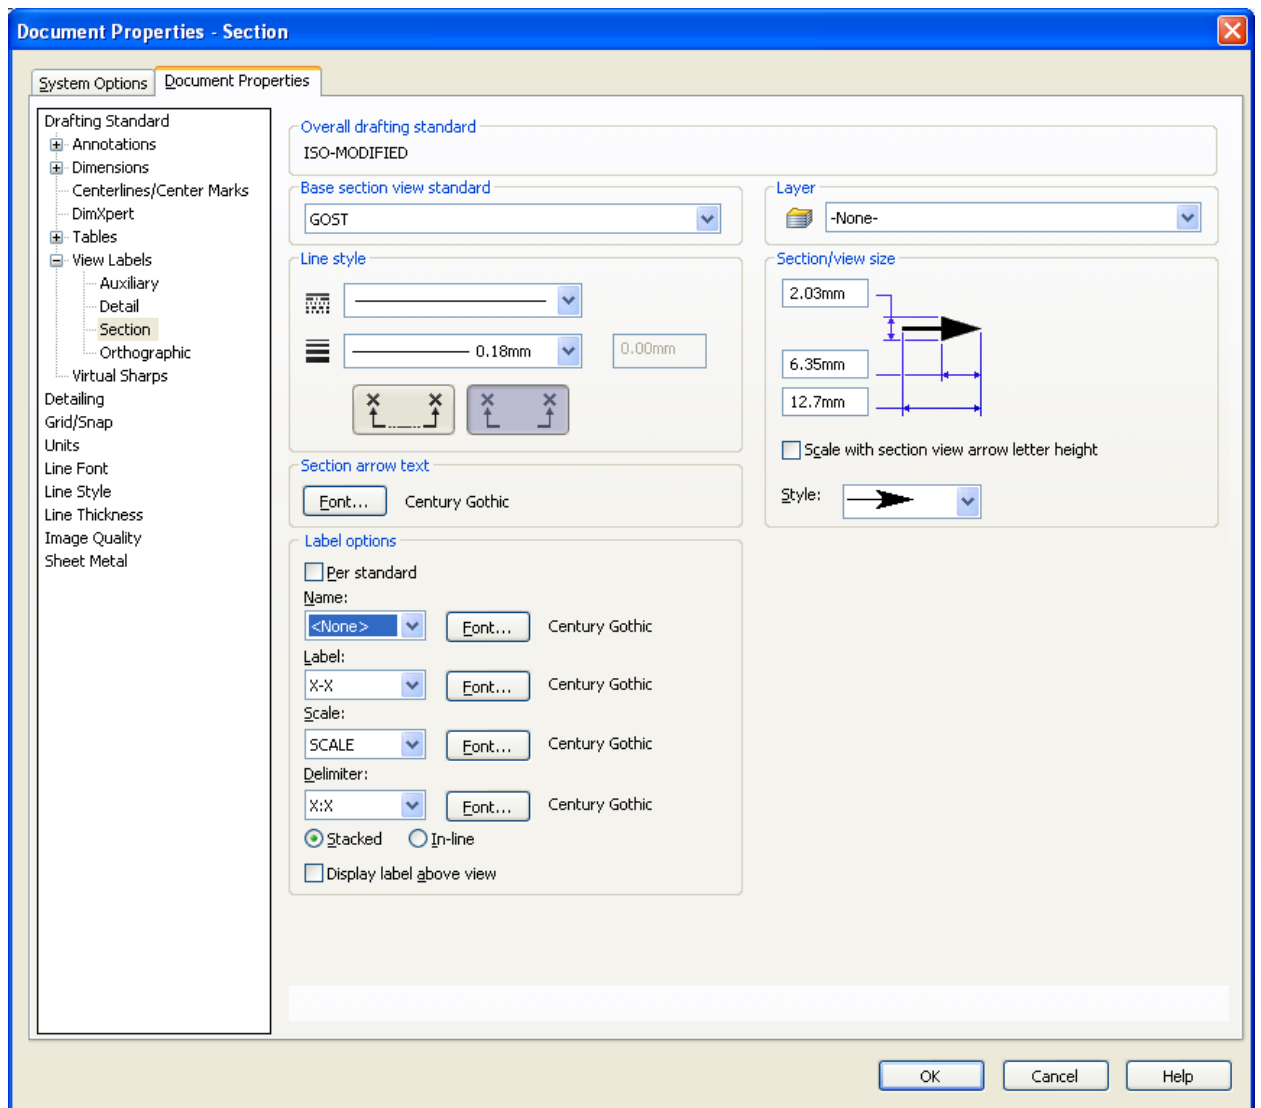 Document Properties - Section
System Options
Document Properties
Drafting Standard
Annotations
Dimensions
Centerlines/Center Marks
DimXpert
Tables
View Labels
Auxiliary
Detail
Section
Orthographic
Virtual Sharps
Detailing
Grid/Snap
Units
Line Font
Line Style
Line Thickness
Image Quality
Sheet Metal
Overall drafting standard
ISO-MODIFIED
Base section view standard
GOST
Layer
-None-
Line style
0.18mm
0.00mm
Section/view size
2.03mm
6.35mm
12.7mm
Scale with section view arrow letter height
Style:
Section arrow text
Font... Century Gothic
Label options
Per standard
Name:
<None> Font... Century Gothic
Label:
X-X Font... Century Gothic
Scale:
SCALE Font... Century Gothic
Delimiter:
X:X Font... Century Gothic
Stacked In-line
Display label above view
OK Cancel Help